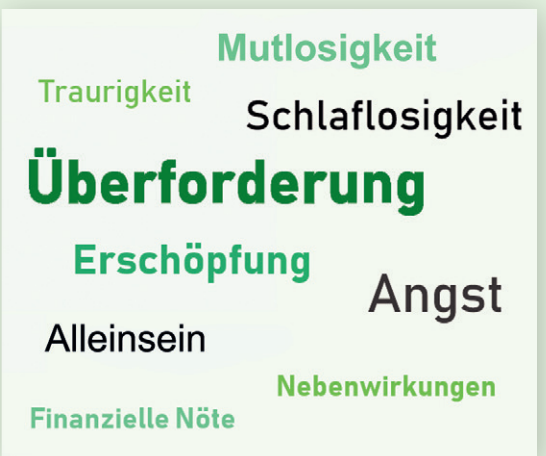 Mutlosigkeit
Traurigkeit
Schlaflosigkeit
Überforderung
Erschöpfung
Angst
Alleinsein
Nebenwirkungen
Finanzielle Nöte